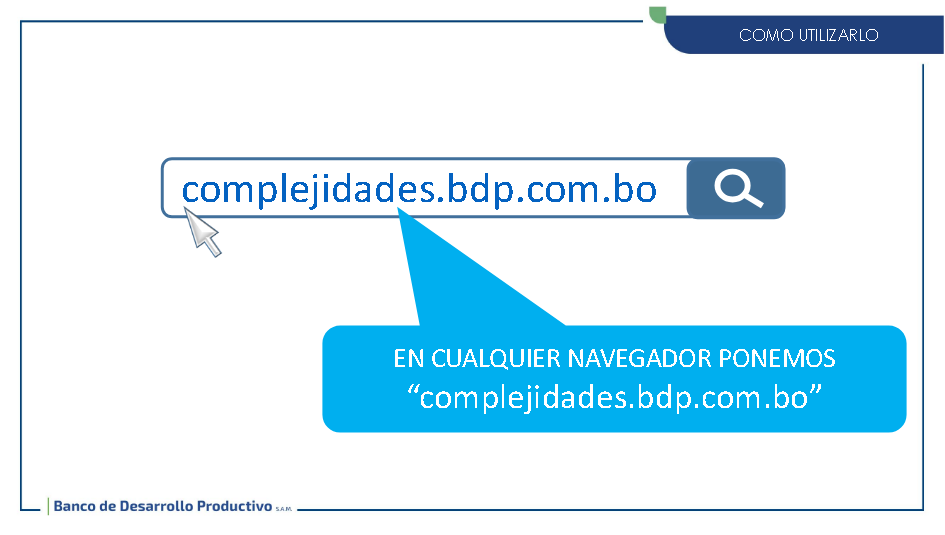 COMO UTILIZARLO
complejidades.bdp.com.bo
EN CUALQUIER NAVEGADOR PONEMOS
“complejidades.bdp.com.bo”
Banco de Desarrollo Productivo S.A.M.